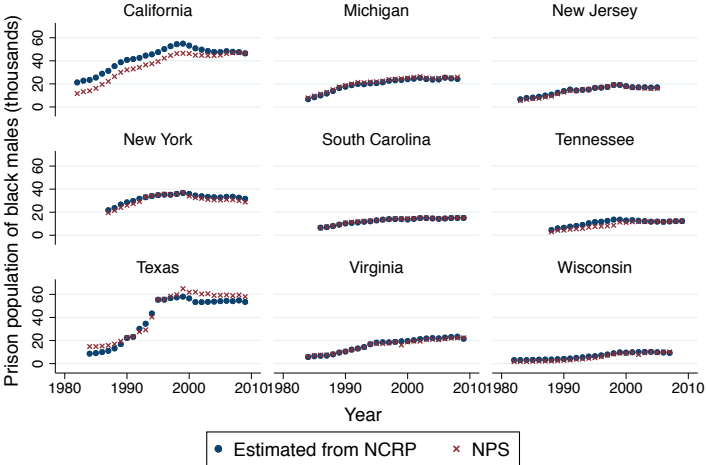 California Michigan New Jersey
60
40
20
0
New York South Carolina Tennessee
60
40
20
0
Texas Virginia Wisconsin
60
40
20
0
1980 1990 2000 2010 1980 1990 2000 2010 1980 1990 2000 2010
Prison population of black males (thousands)
Year
Estimated from NCRP NPS